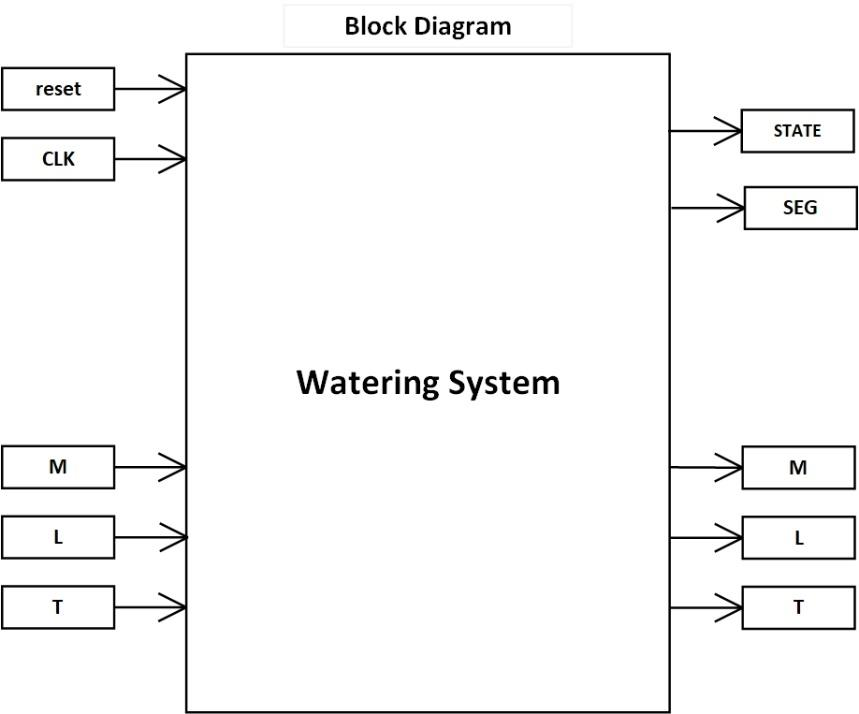 Block Diagram
reset
CLK
STATE
SEG
Watering System
M
M
L
L
T
T